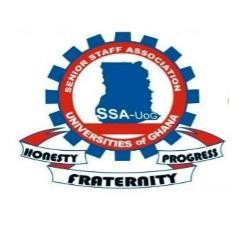 SENIOR STAFF ASSOCIATION
SSA-UoG
UNIVERSITIES of GHANA
HONESTY
PROGRESS
FRATERNITY